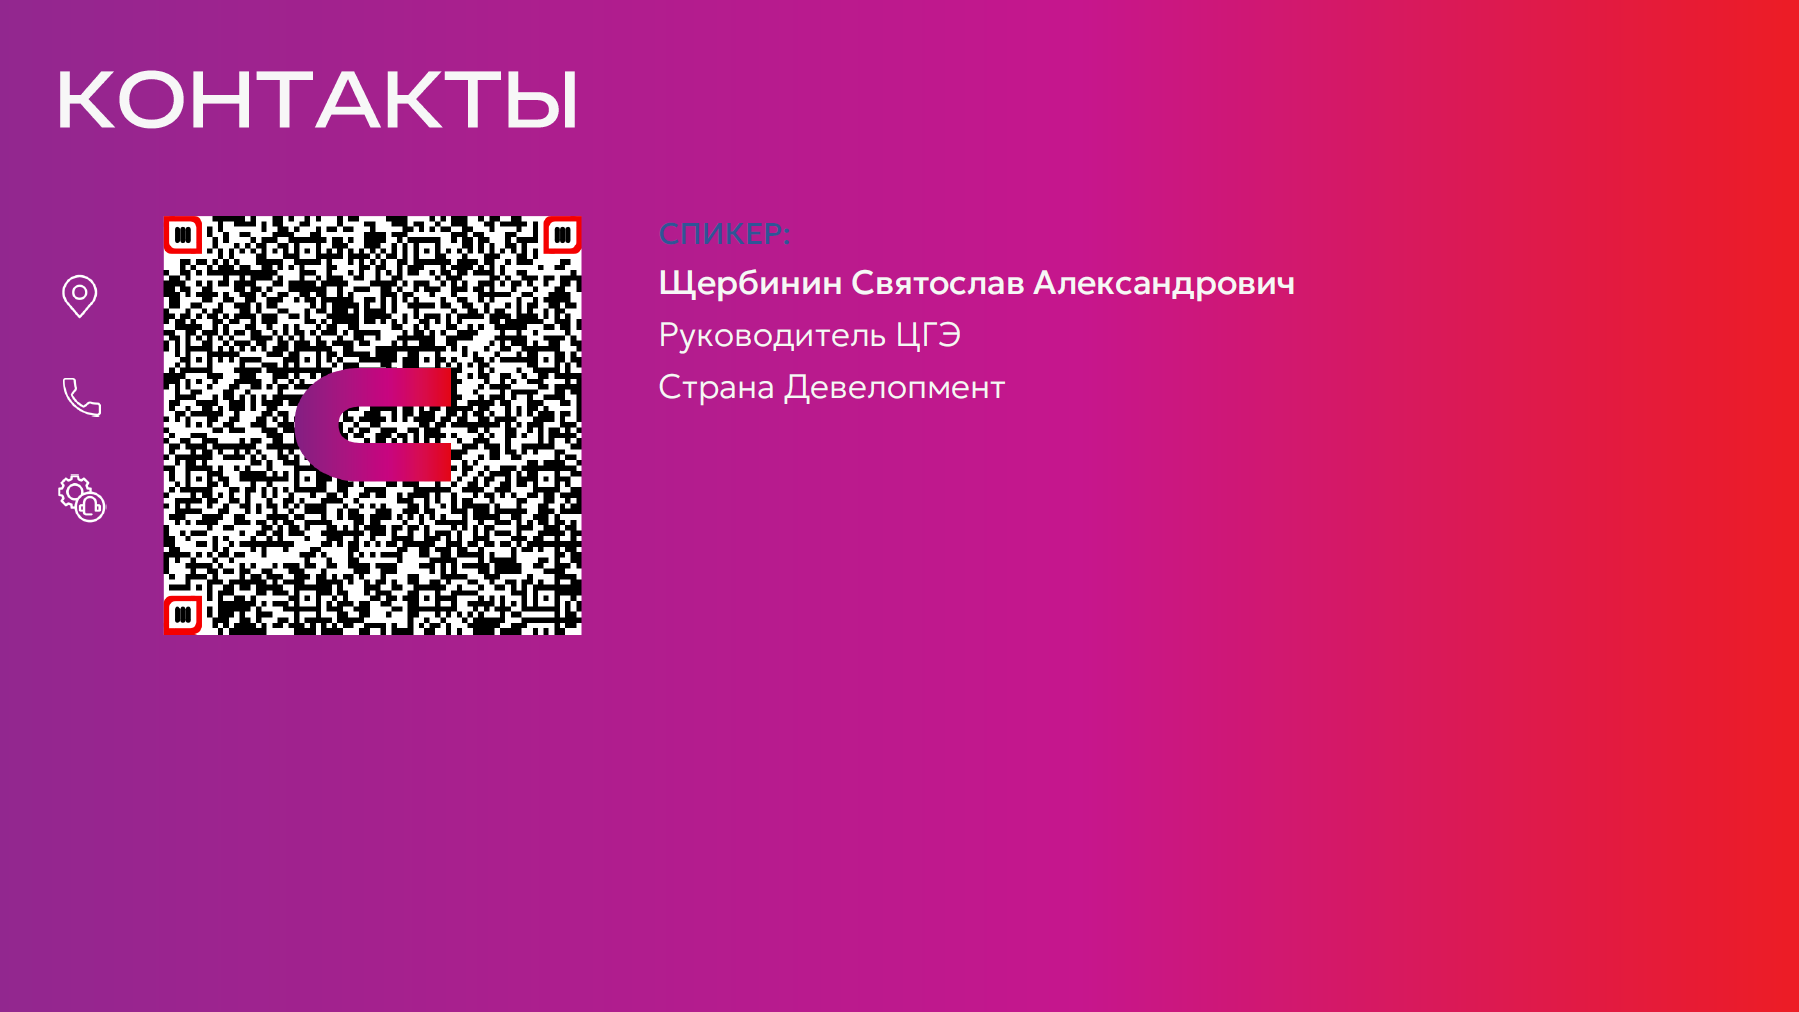 КОНТАКТЫ
СПИКЕР:
Щербинин Святослав Александрович
Руководитель ЦГЭ
Страна Девелопмент